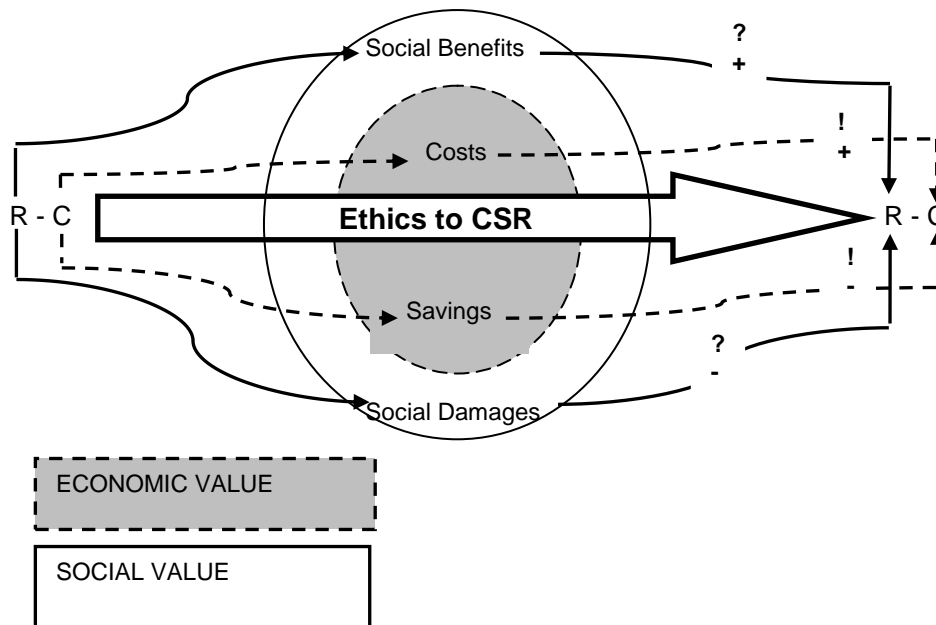 ?
+
Social Benefits
!
+
Costs
R - C
Ethics to CSR
R - C
!
-
Savings
?
-
Social Damages
ECONOMIC VALUE
SOCIAL VALUE